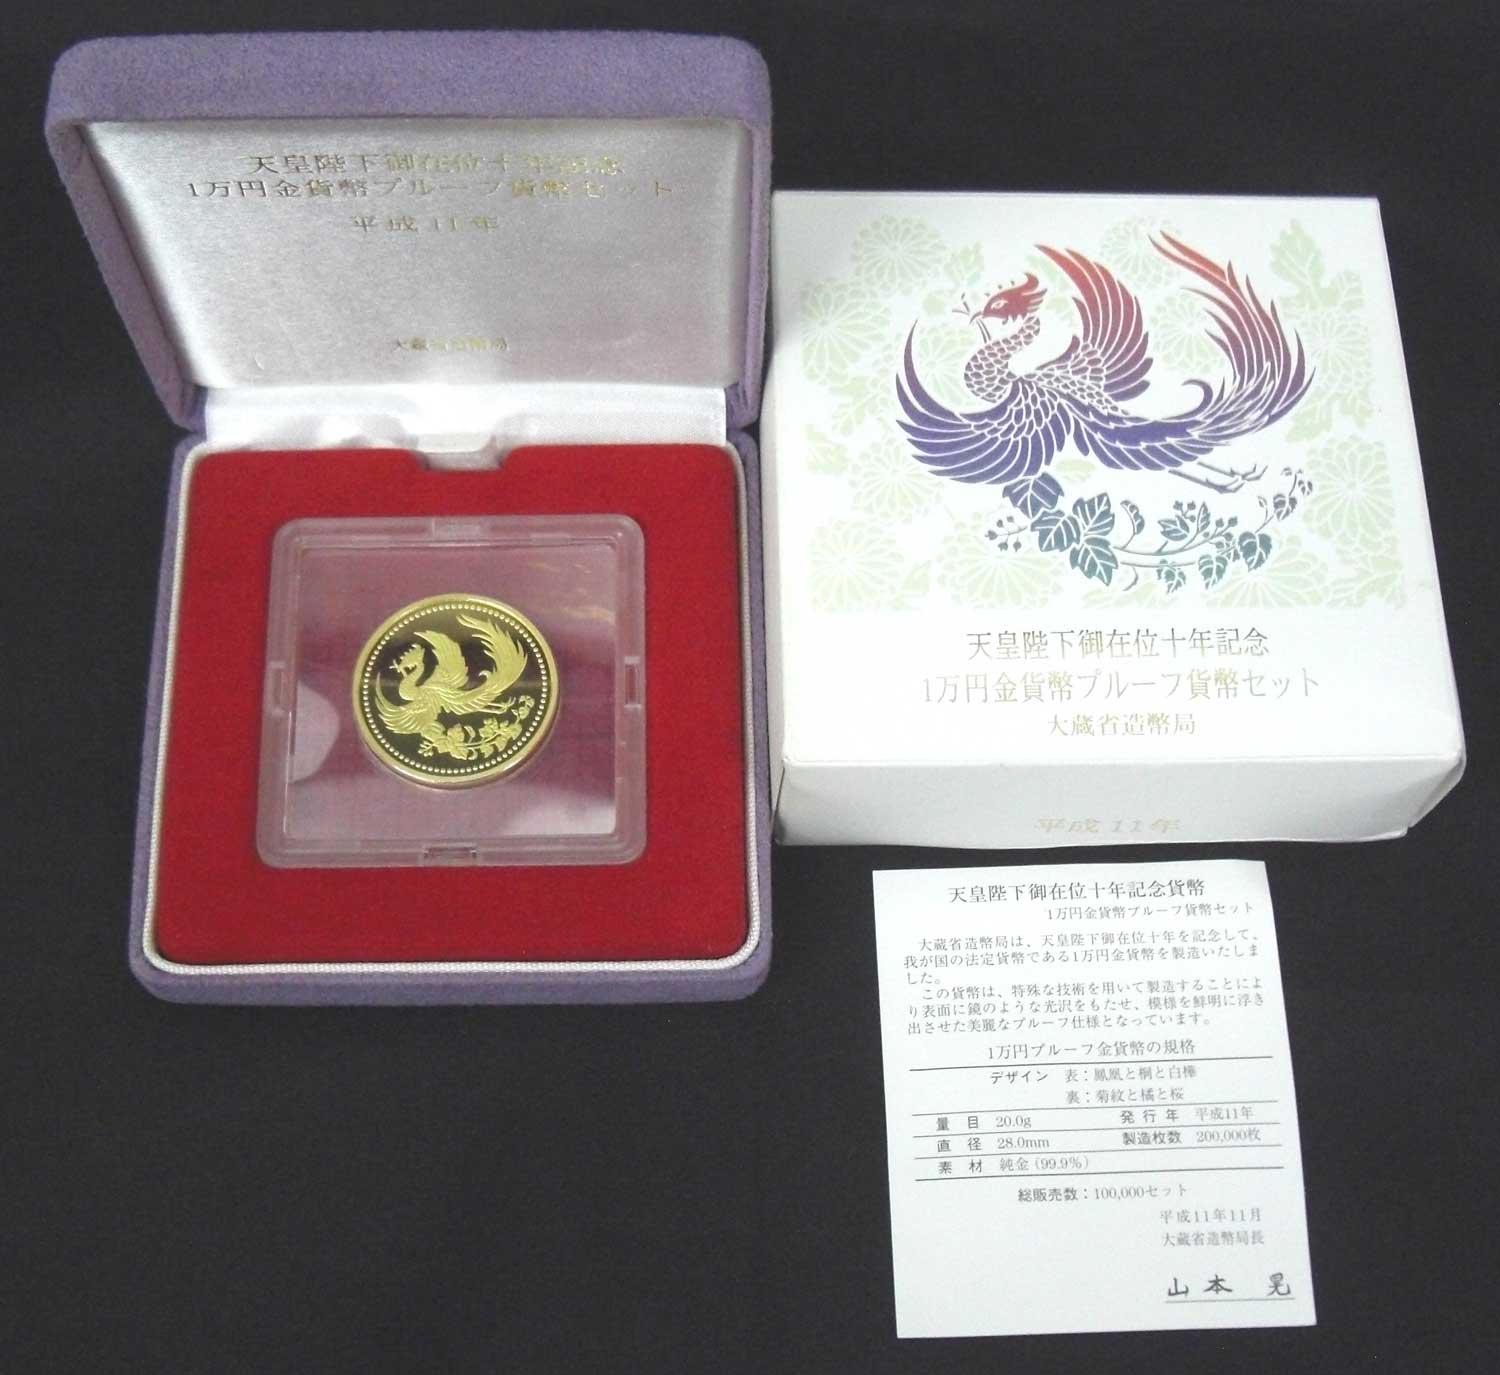 天皇陛下御在位十年記念
1万円金貨幣プルーフ貨幣セット
平成11年
大蔵省造幣局
天皇陛下御在位十年記念
1万円金貨幣プルーフ貨幣セット
大蔵省造幣局
平成11年
天皇陛下御在位十年記念貨幣
1万円金貨幣プルーフ貨幣セット
大蔵省造幣局は、天皇陛下御在位十年を記念して、
我が国の法定貨幣である1万円金貨幣を製造いたしま
した。
この貨幣は、特殊な技術を用いて製造することによ
り表面に鏡のような光沢をもたせ、模様を鮮明に浮き
出させた美麗なプルーフ仕様となっています。
1万円プルーフ金貨幣の規格
デザイン 表：鳳凰と桐と白樺
裏：菊紋と橘と桜
量目 20.0g 発行年 平成11年
直径 28.0mm 製造枚数 200,000枚
素材 純金（99.9%）
総販売数：100,000セット
平成11年11月
大蔵省造幣局長
山本 晃